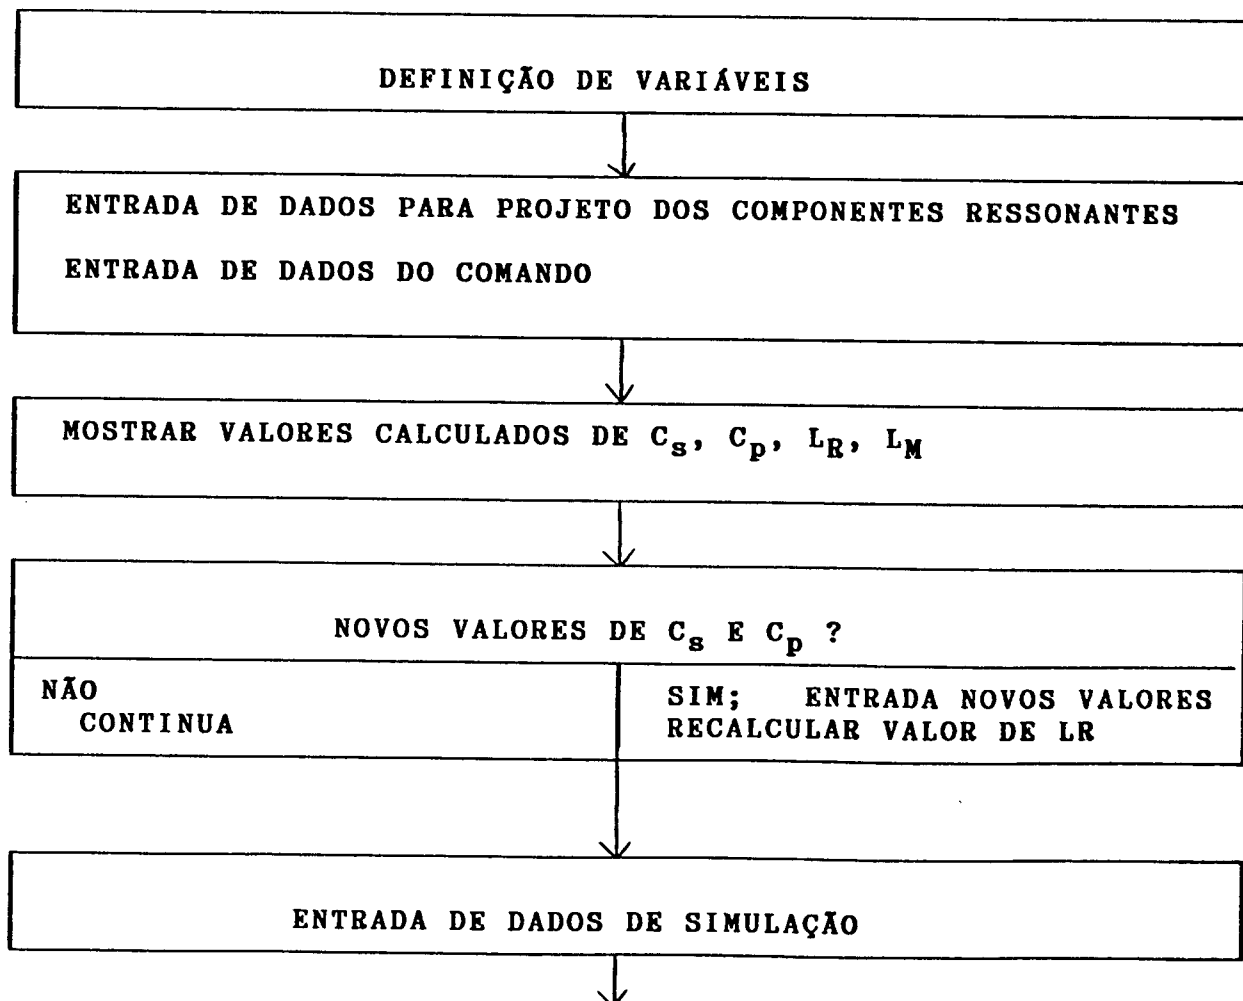 DEFINIÇÃO DE VARIÁVEIS
ENTRADA DE DADOS PARA PROJETO DOS COMPONENTES RESSONANTES
ENTRADA DE DADOS DO COMANDO
MOSTRAR VALORES CALCULADOS DE Cs, Cp, LR, LM
NOVOS VALORES DE Cs E Cp ?
NÃO
CONTINUA
SIM; ENTRADA NOVOS VALORES
RECALCULAR VALOR DE LR
ENTRADA DE DADOS DE SIMULAÇÃO